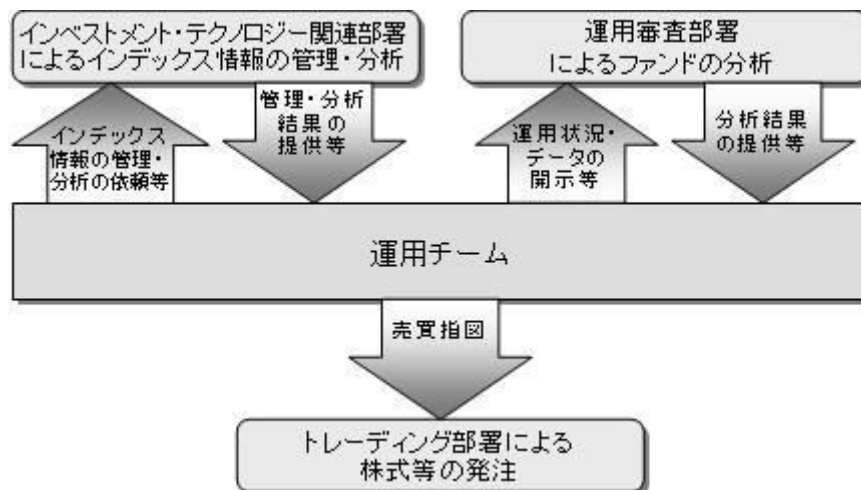 インベストメント・テクノロジー関連部署
によるインデックス情報の管理・分析
運用審査部署
によるファンドの分析
インデックス
情報の管理・
分析の依頼等
管理・分析
結果の
提供等
運用状況・
データの
開示等
分析結果
の提供等
運用チーム
売買指図
トレーディング部署による
株式等の発注